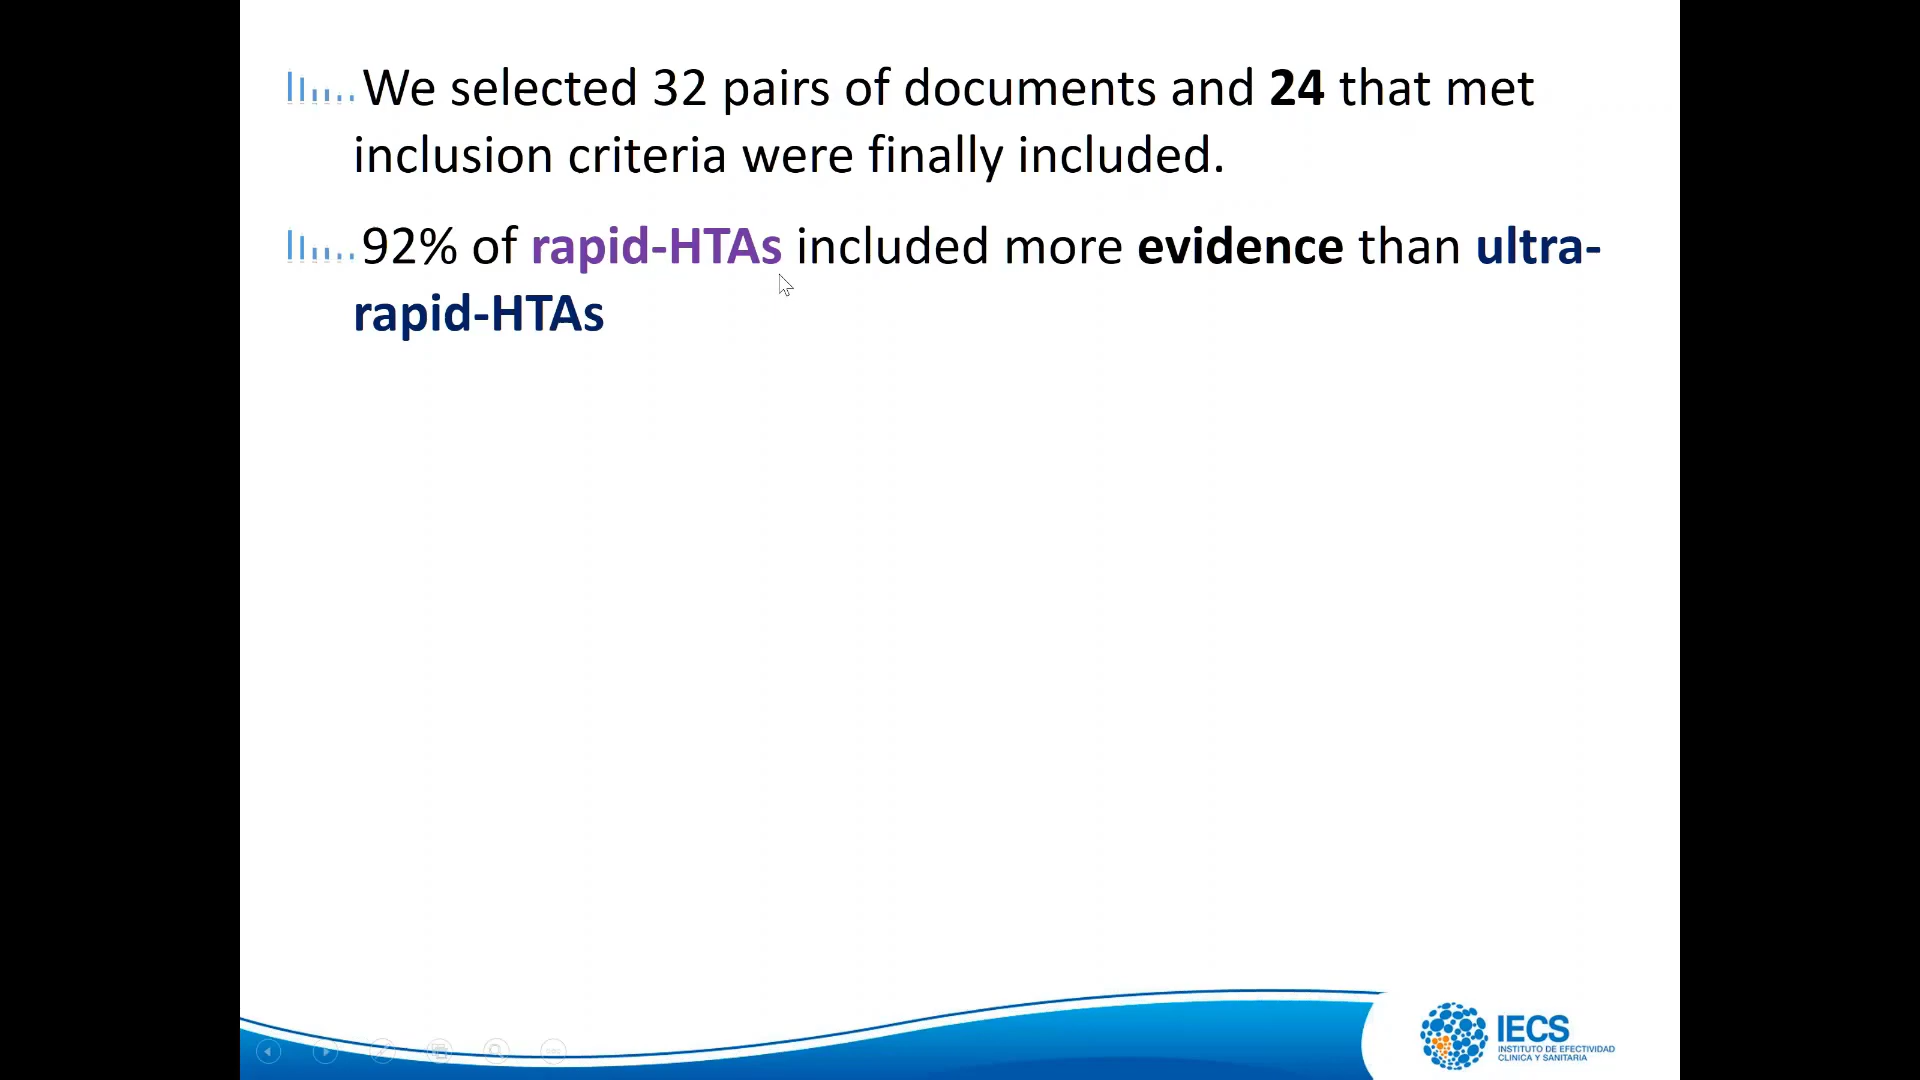 We selected 32 pairs of documents and 24 that met
inclusion criteria were finally included.
92% of rapid-HTAs included more evidence than ultra-
rapid-HTAs
IECS
INSTITUTO DE EFECTIVIDAD
CLINICA Y SANITARIA